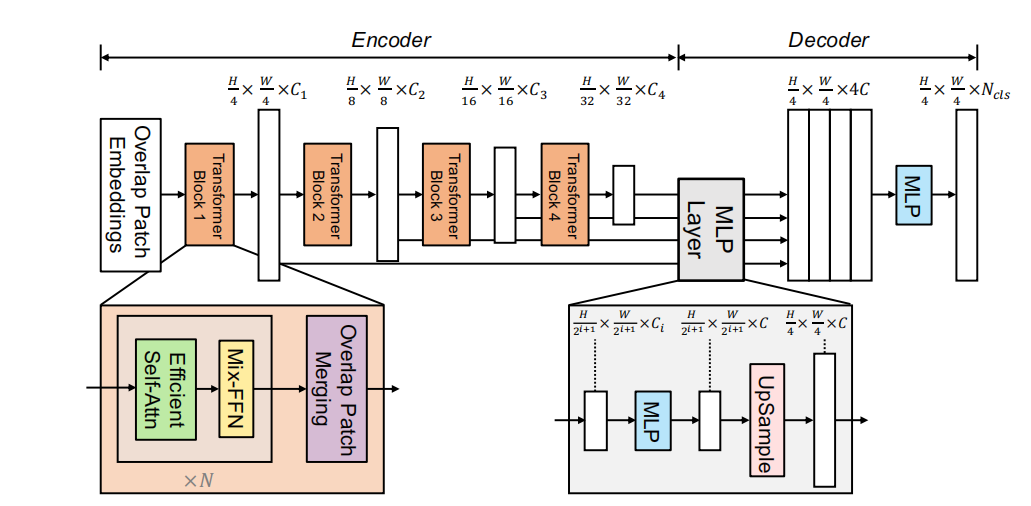 Encoder
Decoder
H/4 × W/4 × C₁
H/8 × W/8 × C₂
H/16 × W/16 × C₃
H/32 × W/32 × C₄
H/4 × W/4 × 4C
H/4 × W/4 × N_cls
Overlap Patch
Embeddings
Transformer
Block 1
Transformer
Block 2
Transformer
Block 3
Transformer
Block 4
MLP
Layer
MLP
Efficient
Self-Attn
Mix-FFN
Overlap Patch
Merging
×N
H/2^(i+1) × W/2^(i+1) × C_i
H/2^(i+1) × W/2^(i+1) × C
H/4 × W/4 × C
MLP
UpSample